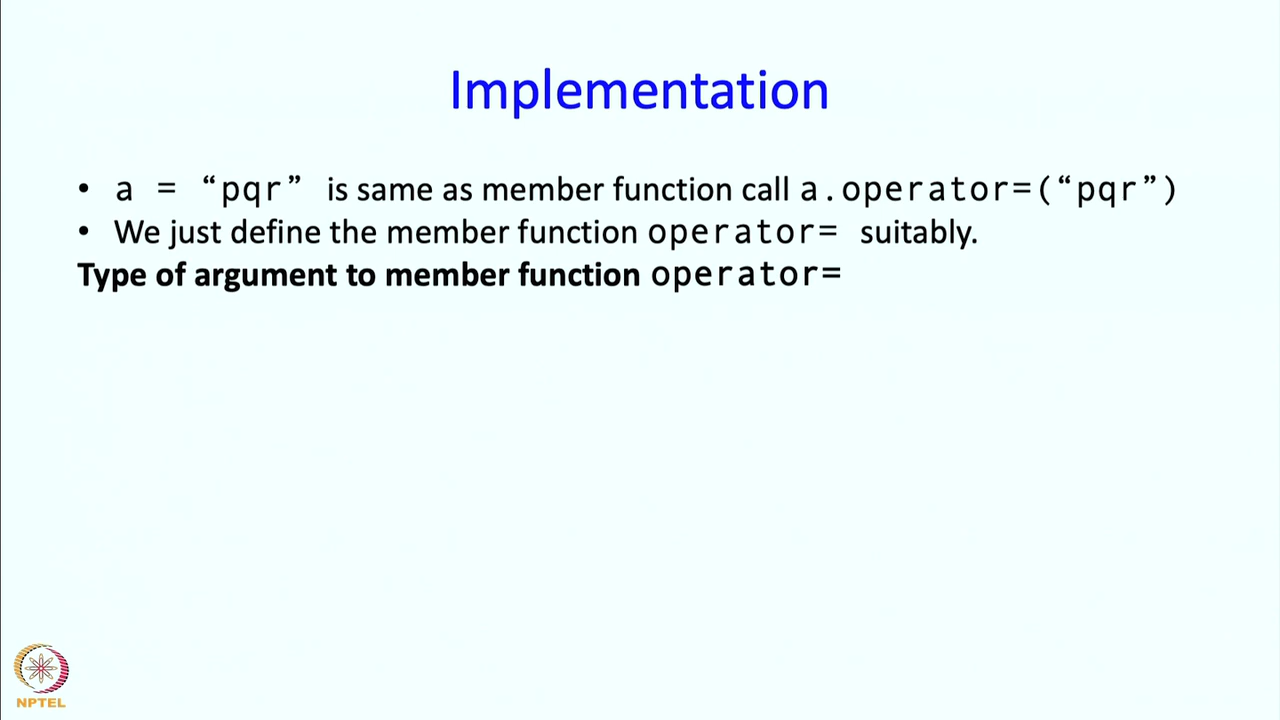 Implementation
• a = “pqr” is same as member function call a.operator=(“pqr”)
• We just define the member function operator= suitably.
Type of argument to member function operator=
NPTEL